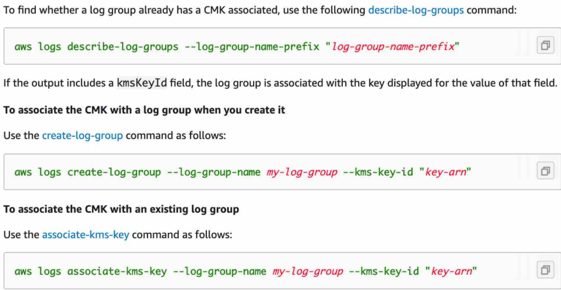 To find whether a log group already has a CMK associated, use the following describe-log-groups command:
aws logs describe-log-groups --log-group-name-prefix "log-group-name-prefix"
If the output includes a kmsKeyId field, the log group is associated with the key displayed for the value of that field.
To associate the CMK with a log group when you create it
Use the create-log-group command as follows:
aws logs create-log-group --log-group-name my-log-group --kms-key-id "key-arn"
To associate the CMK with an existing log group
Use the associate-kms-key command as follows:
aws logs associate-kms-key --log-group-name my-log-group --kms-key-id "key-arn"